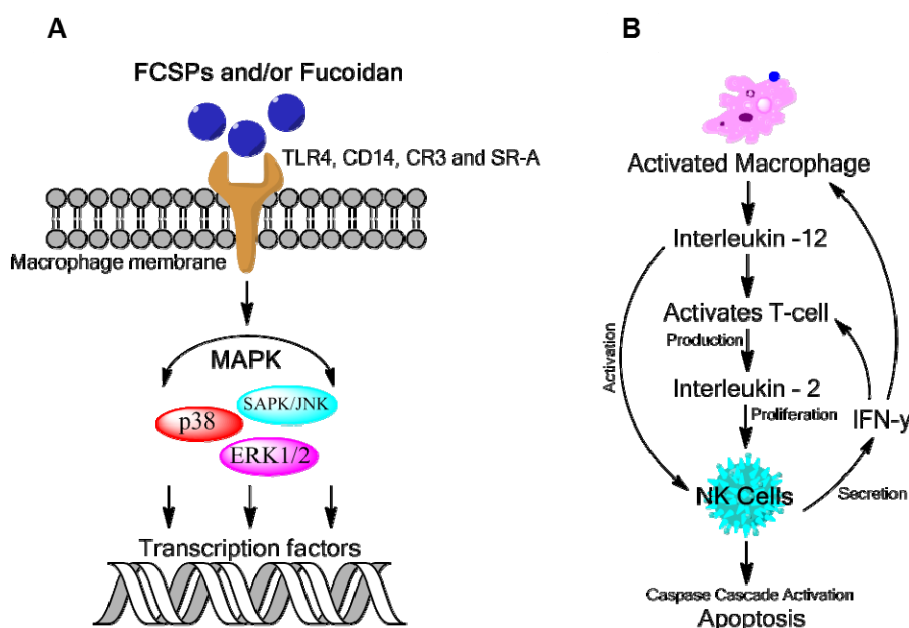 A
FCSPs and/or Fucoidan
TLR4, CD14, CR3 and SR-A
Macrophage membrane
MAPK
SAPK/JNK
p38
ERK1/2
Transcription factors
B
Activated Macrophage
Interleukin -12
Activates T-cell
Production
Activation
Interleukin - 2
Proliferation
IFN-y
NK Cells
Secretion
Caspase Cascade Activation
Apoptosis